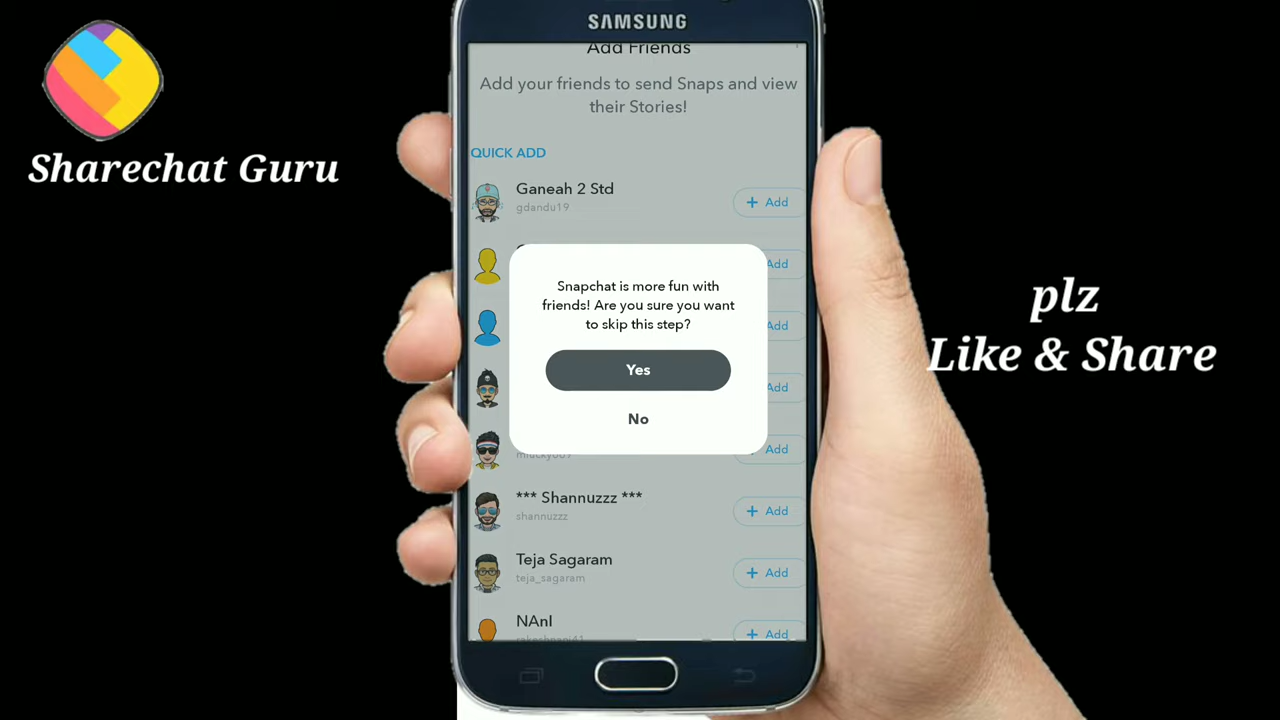 SAMSUNG
Add Friends
Add your friends to send Snaps and view
their Stories!
QUICK ADD
Ganeah 2 Std
gdandu19
+ Add
Add
Add
Snapchat is more fun with
friends! Are you sure you want
to skip this step?
Yes
No
Add
Add
*** Shannuzzz ***
shannuzzz
+ Add
Teja Sagaram
teja_sagaram
+ Add
NAnI
+ Add
Sharechat Guru
plz
Like & Share